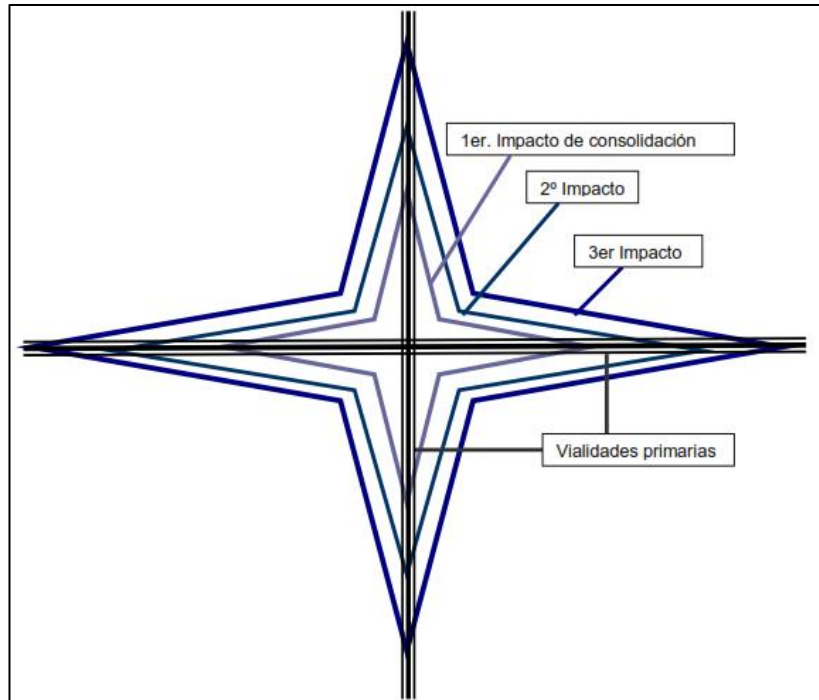 1er. Impacto de consolidación
2º Impacto
3er Impacto
Vialidades primarias